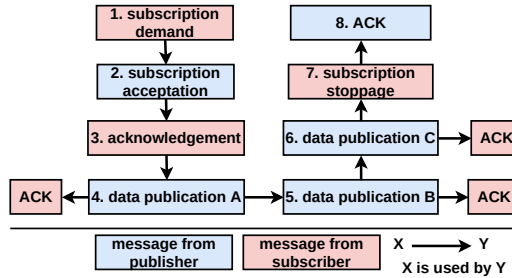 1. subscription
demand
2. subscription
acceptation
3. acknowledgement
ACK
4. data publication A
5. data publication B
ACK
6. data publication C
ACK
7. subscription
stoppage
8. ACK
message from
publisher
message from
subscriber
X Y
X is used by Y